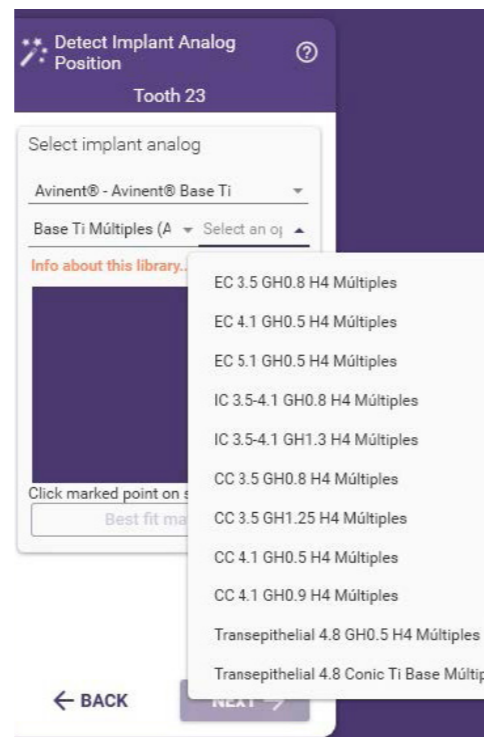 Detect Implant Analog
Position
Tooth 23
Select implant analog
Avinent® - Avinent® Base Ti
Base Ti Múltiples (A
Select an
Info about this library..
EC 3.5 GH0.8 H4 Múltiples
EC 4.1 GH0.5 H4 Múltiples
EC 5.1 GH0.5 H4 Múltiples
IC 3.5-4.1 GH0.8 H4 Múltiples
IC 3.5-4.1 GH1.3 H4 Múltiples
CC 3.5 GH0.8 H4 Múltiples
Click marked point on
CC 3.5 GH1.25 H4 Múltiples
Best fit
CC 4.1 GH0.5 H4 Múltiples
CC 4.1 GH0.9 H4 Múltiples
Transepithelial 4.8 GH0.5 H4 Múltiples
Transepithelial 4.8 Conic Ti Base
BACK
NEXT